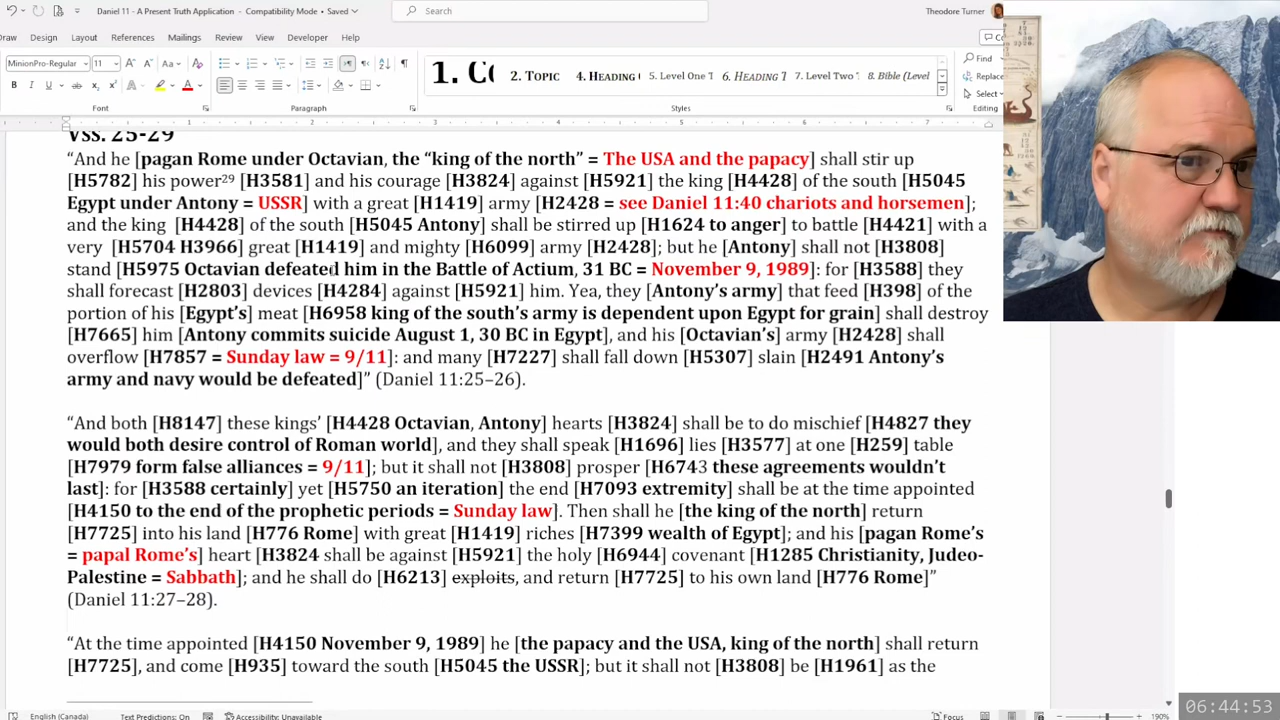 Daniel 11 - A Present Truth Application - Compatibility Mode • Saved
Search
Theodore Turner
Draw Design Layout References Mailings Review View Developer Help
MinionPro-Regular 11
Font Paragraph Styles Editing
2. Topic 5. Level One T 7. Level Two 8. Bible (Level
Find
Replace
Select
Vss. 25-29
“And he [pagan Rome under Octavian, the “king of the north” = The USA and the papacy] shall stir up
[H5782] his power29 [H3581] and his courage [H3824] against [H5921] the king [H4428] of the south [H5045
Egypt under Antony = USSR] with a great [H1419] army [H2428 = see Daniel 11:40 chariots and horsemen];
and the king [H4428] of the south [H5045 Antony] shall be stirred up [H1624 to anger] to battle [H4421] with a
very [H5704 H3966] great [H1419] and mighty [H6099] army [H2428]; but he [Antony] shall not [H3808]
stand [H5975 Octavian defeated him in the Battle of Actium, 31 BC = November 9, 1989]: for [H3588] they
shall forecast [H2803] devices [H4284] against [H5921] him. Yea, they [Antony’s army] that feed [H398] of the
portion of his [Egypt’s] meat [H6958 king of the south’s army is dependent upon Egypt for grain] shall destroy
[H7665] him [Antony commits suicide August 1, 30 BC in Egypt], and his [Octavian’s] army [H2428] shall
overflow [H7857 = Sunday law = 9/11]: and many [H7227] shall fall down [H5307] slain [H2491 Antony’s
army and navy would be defeated]” (Daniel 11:25–26).
“And both [H8147] these kings’ [H4428 Octavian, Antony] hearts [H3824] shall be to do mischief [H4827 they
would both desire control of Roman world], and they shall speak [H1696] lies [H3577] at one [H259] table
[H7979 form false alliances = 9/11]; but it shall not [H3808] prosper [H6743 these agreements wouldn’t
last]: for [H3588 certainly] yet [H5750 an iteration] the end [H7093 extremity] shall be at the time appointed
[H4150 to the end of the prophetic periods = Sunday law]. Then shall he [the king of the north] return
[H7725] into his land [H776 Rome] with great [H1419] riches [H7399 wealth of Egypt]; and his [pagan Rome’s
= papal Rome’s] heart [H3824 shall be against [H5921] the holy [H6944] covenant [H1285 Christianity, Judeo-
Palestine = Sabbath]; and he shall do [H6213] exploits, and return [H7725] to his own land [H776 Rome]”
(Daniel 11:27–28).
“At the time appointed [H4150 November 9, 1989] he [the papacy and the USA, king of the north] shall return
[H7725], and come [H935] toward the south [H5045 the USSR]; but it shall not [H3808] be [H1961] as the
English (Canada) Text Predictions: On Accessibility: Unavailable Focus 190%
06:44:53